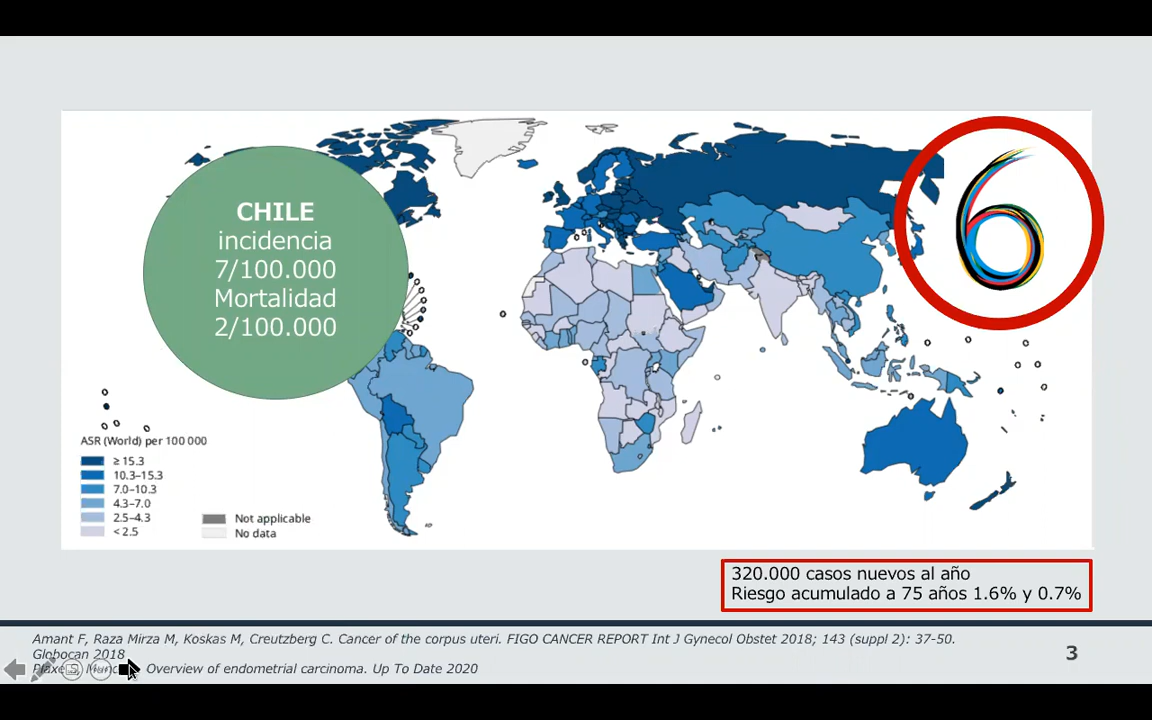 CHILE
incidencia
7/100.000
Mortalidad
2/100.000
6
ASR (World) per 100 000
≥ 15.3
10.3–15.3
7.0–10.3
4.3–7.0
2.5–4.3
< 2.5
Not applicable
No data
320.000 casos nuevos al año
Riesgo acumulado a 75 años 1.6% y 0.7%
Amant F, Raza Mirza M, Koskas M, Creutzberg C. Cancer of the corpus uteri. FIGO CANCER REPORT Int J Gynecol Obstet 2018; 143 (suppl 2): 37-50.
Globocan 2018
Overview of endometrial carcinoma. Up To Date 2020
3